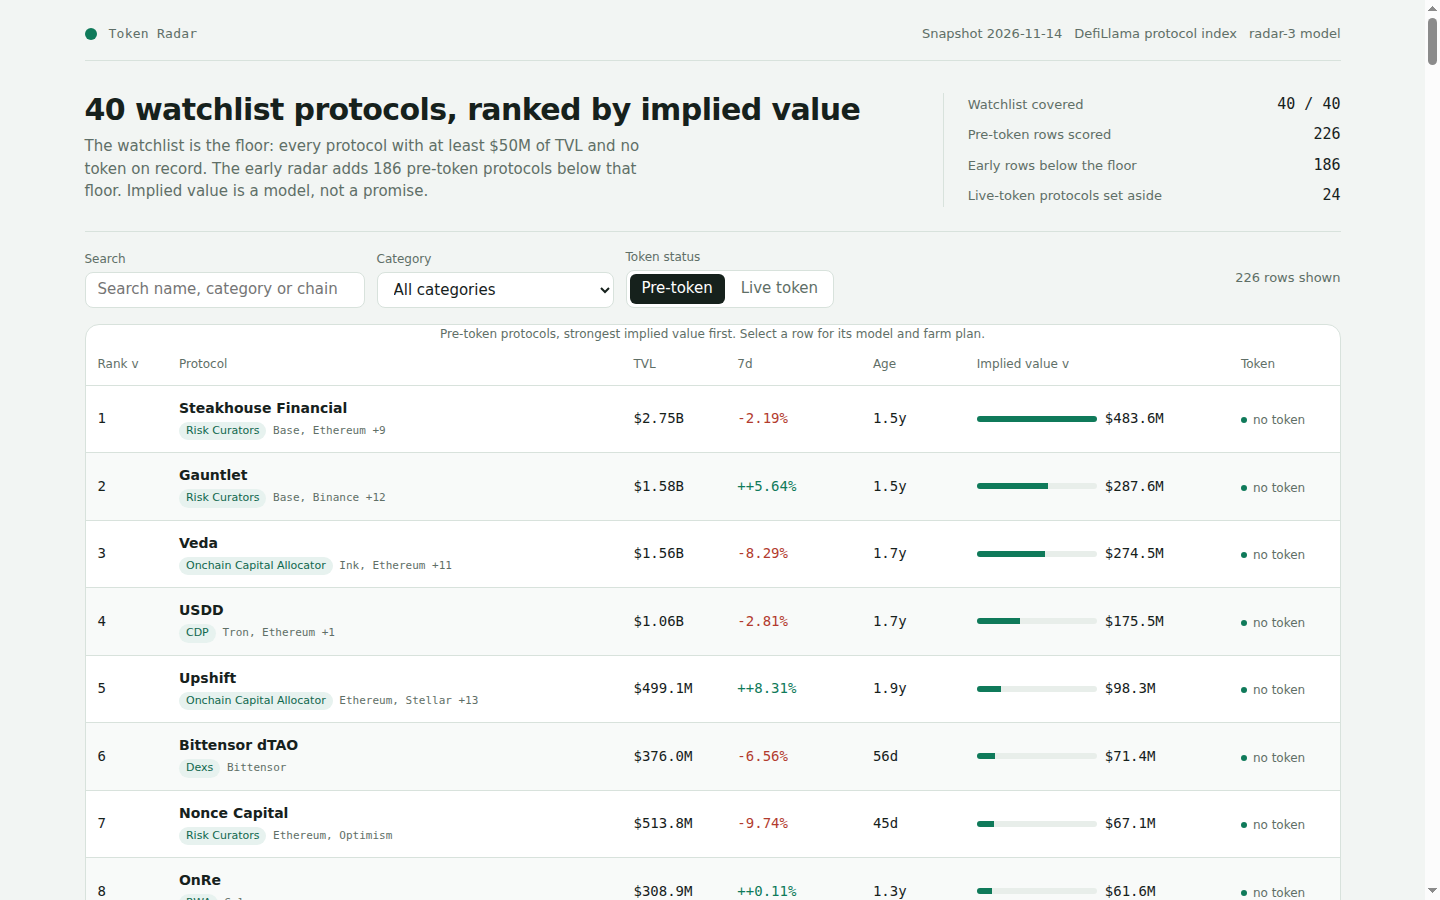 Token Radar
Snapshot 2026-11-14 DefiLlama protocol index radar-3 model
40 watchlist protocols, ranked by implied value
The watchlist is the floor: every protocol with at least $50M of TVL and no
token on record. The early radar adds 186 pre-token protocols below that
floor. Implied value is a model, not a promise.
Watchlist covered 40 / 40
Pre-token rows scored 226
Early rows below the floor 186
Live-token protocols set aside 24
Search
Category
Token status
Search name, category or chain
All categories
Pre-token Live token
226 rows shown
Pre-token protocols, strongest implied value first. Select a row for its model and farm plan.
Rank v Protocol TVL 7d Age Implied value v Token
Steakhouse Financial
1 $2.75B -2.19% 1.5y $483.6M no token
Risk Curators Base, Ethereum +9
Gauntlet
2 $1.58B ++5.64% 1.5y $287.6M no token
Risk Curators Base, Binance +12
Veda
3 $1.56B -8.29% 1.7y $274.5M no token
Onchain Capital Allocator Ink, Ethereum +11
USDD
4 $1.06B -2.81% 1.7y $175.5M no token
CDP Tron, Ethereum +1
Upshift
5 $499.1M ++8.31% 1.9y $98.3M no token
Onchain Capital Allocator Ethereum, Stellar +13
Bittensor dTAO
6 $376.0M -6.56% 56d $71.4M no token
Dexs Bittensor
Nonce Capital
7 $513.8M -9.74% 45d $67.1M no token
Risk Curators Ethereum, Optimism
OnRe
8 $308.9M ++0.11% 1.3y $61.6M no token